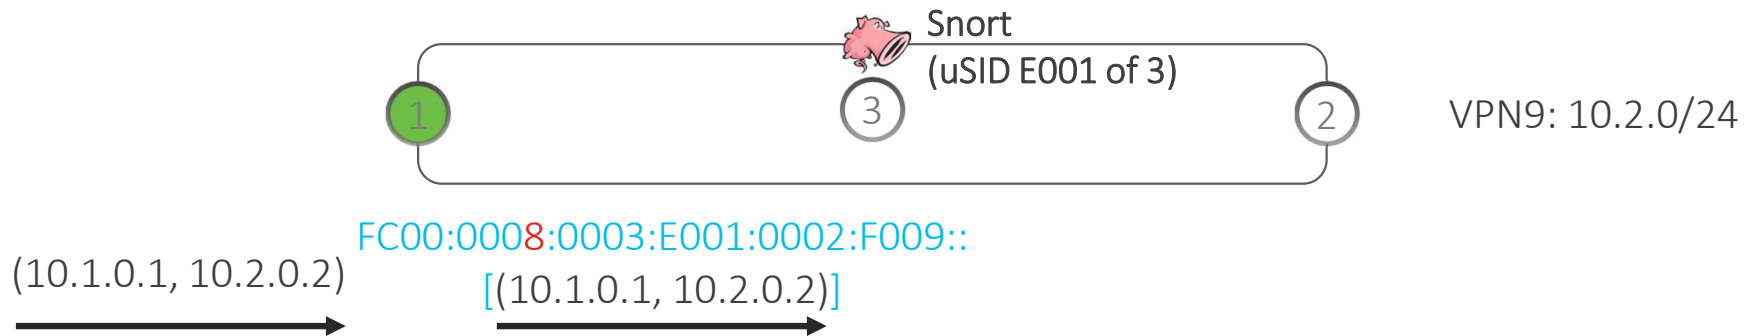 Snort
(uSID E001 of 3)
1
3
2
VPN9: 10.2.0/24
FC00:0008:0003:E001:0002:F009::
(10.1.0.1, 10.2.0.2)
[(10.1.0.1, 10.2.0.2)]